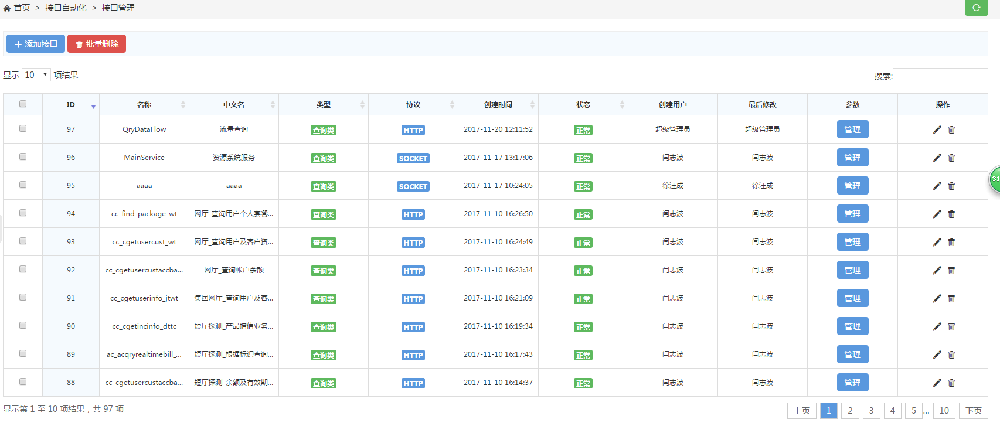 首页 > 接口自动化 > 接口管理
添加接口 批量删除
显示 10 项结果 搜索:
ID 名称 中文名 类型 协议 创建时间 状态 创建用户 最后修改 参数 操作
97 QryDataFlow 流量查询 查询类 HTTP 2017-11-20 12:11:52 正常 超级管理员 超级管理员 管理
96 MainService 资源系统服务 查询类 SOCKET 2017-11-17 13:17:06 正常 闫志波 闫志波 管理
95 aaaa aaaa 查询类 SOCKET 2017-11-17 10:24:05 正常 徐汪成 徐汪成 管理
94 cc_find_package_wt 网厅_查询用户个人套餐... 查询类 HTTP 2017-11-10 16:26:50 正常 闫志波 闫志波 管理
93 cc_cgetusercust_wt 网厅_查询用户及客户资... 查询类 HTTP 2017-11-10 16:24:49 正常 闫志波 闫志波 管理
92 cc_cgetusercustaccba... 网厅_查询帐户余额 查询类 HTTP 2017-11-10 16:23:34 正常 闫志波 闫志波 管理
91 cc_cgetuserinfo_jtwt 集团网厅_查询用户及客... 查询类 HTTP 2017-11-10 16:21:09 正常 闫志波 闫志波 管理
90 cc_cgetincinfo_dttc 短厅探测_产品增值业务... 查询类 HTTP 2017-11-10 16:19:34 正常 闫志波 闫志波 管理
89 ac_acqryrealtimebill_... 短厅探测_根据标识查询... 查询类 HTTP 2017-11-10 16:17:43 正常 闫志波 闫志波 管理
88 cc_cgetusercustaccba... 短厅探测_余额及有效期... 查询类 HTTP 2017-11-10 16:14:37 正常 闫志波 闫志波 管理
显示第 1 至 10 项结果，共 97 项 上页 1 2 3 4 5 ... 10 下页
31